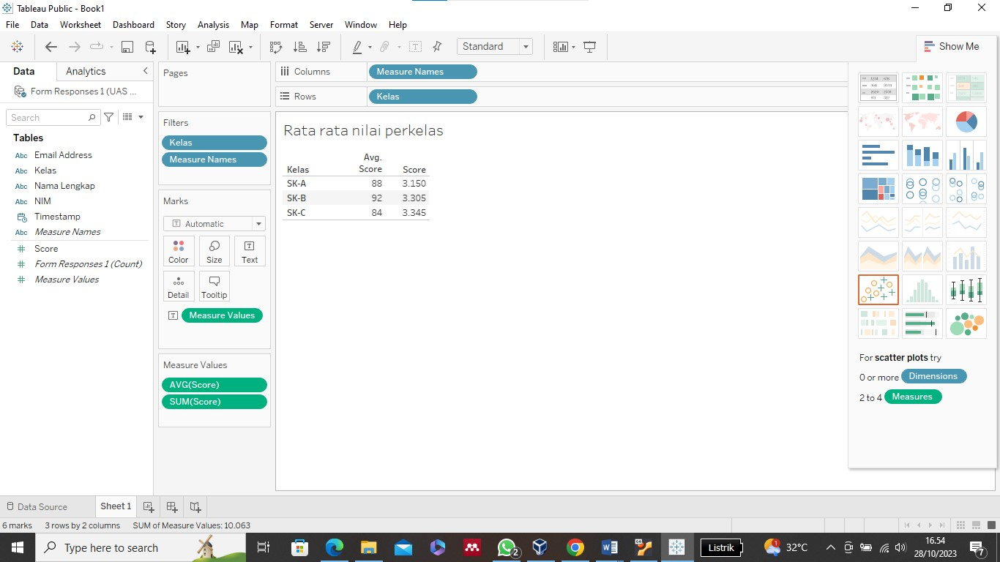 Tableau Public - Book1
File Data Worksheet Dashboard Story Analysis Map Format Server Window Help
Standard
Show Me
Data Analytics
Form Responses 1 (UAS ...
Search
Tables
Abc Email Address
Abc Kelas
Abc Nama Lengkap
Abc NIM
Timestamp
Abc Measure Names
# Score
# Form Responses 1 (Count)
# Measure Values
Pages
Filters
Kelas
Measure Names
Marks
Automatic
Color Size Text
Detail Tooltip
Measure Values
Measure Values
AVG(Score)
SUM(Score)
Columns Measure Names
Rows Kelas
Rata rata nilai perkelas
Avg.
Kelas Score Score
SK-A 88 3.150
SK-B 92 3.305
SK-C 84 3.345
For scatter plots try
0 or more Dimensions
2 to 4 Measures
Data Source Sheet 1
6 marks 3 rows by 2 columns SUM of Measure Values: 10.063
Type here to search
2
Listrik
1
32°C
16.54
28/10/2023
7